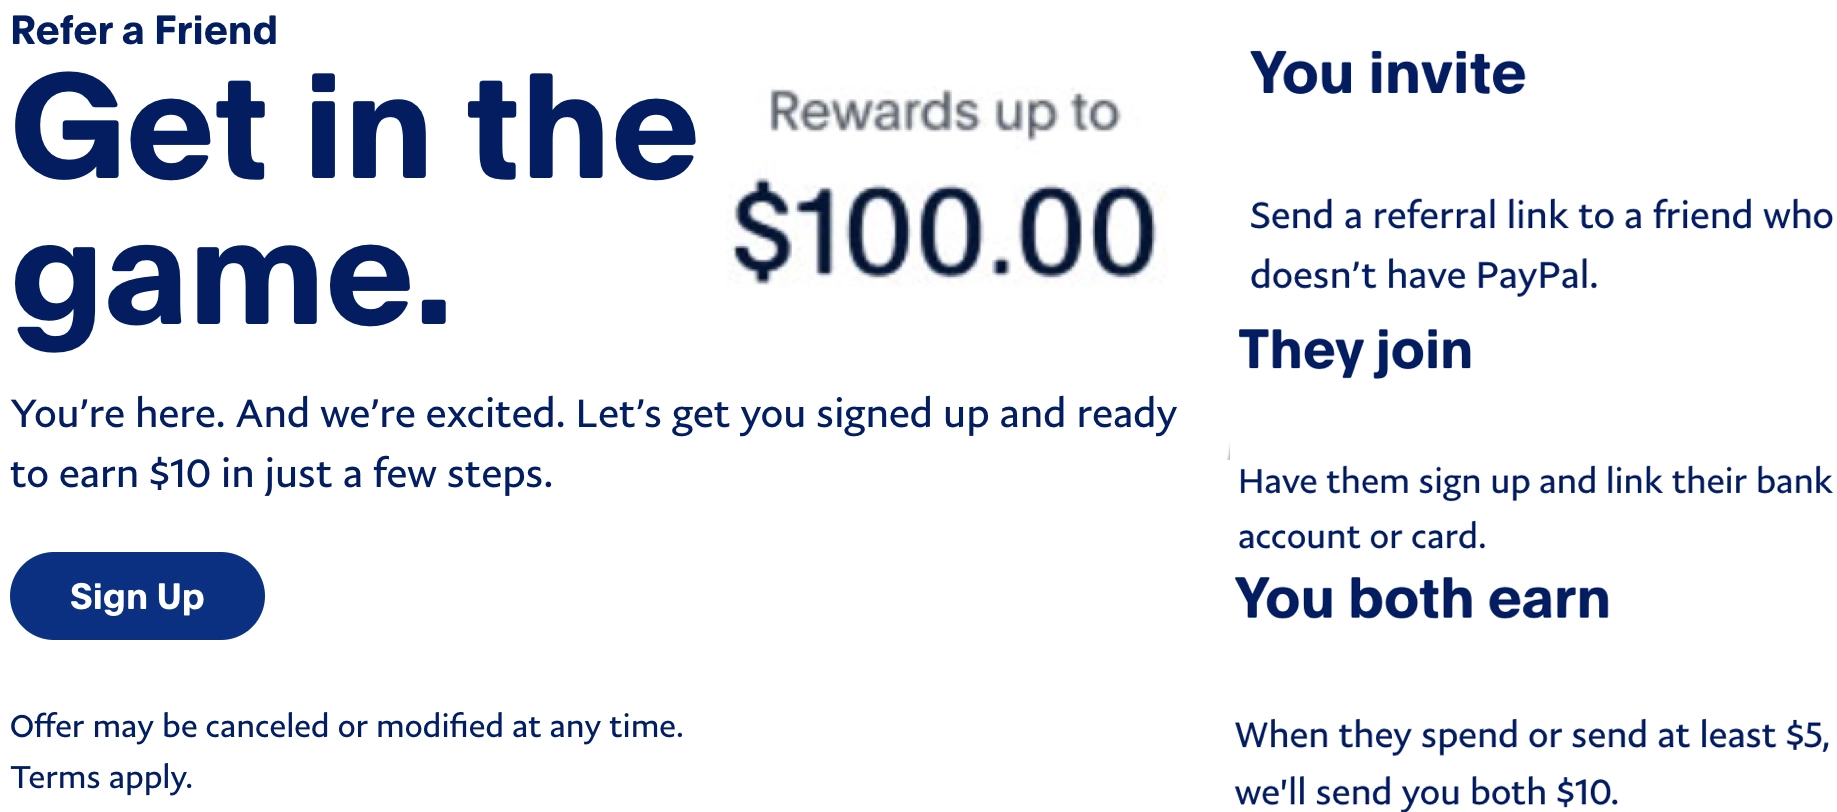 Refer a Friend
Get in the
game.
Rewards up to
$100.00
You’re here. And we’re excited. Let’s get you signed up and ready
to earn $10 in just a few steps.
Sign Up
Offer may be canceled or modified at any time.
Terms apply.
You invite
Send a referral link to a friend who
doesn’t have PayPal.
They join
Have them sign up and link their bank
account or card.
You both earn
When they spend or send at least $5,
we'll send you both $10.